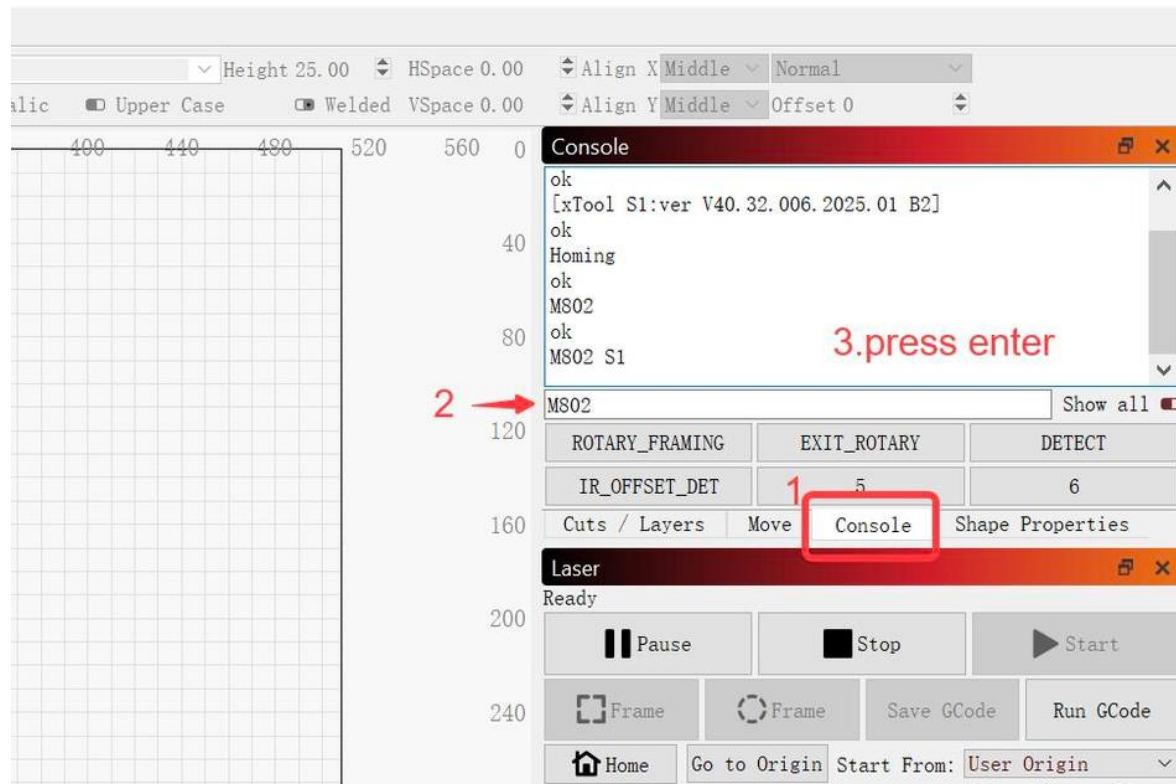 Height 25.00 HSpace 0.00 Align X Middle Normal
alic Upper Case Welded VSpace 0.00 Align Y Middle Offset 0
400 440 480 520 560 0
Console
ok
[xTool S1:ver V40.32.006.2025.01 B2]
ok
40
Homing
ok
M802
ok
80
3.press enter
M802 S1
2
M802
Show all
120
ROTARY_FRAMING EXIT_ROTARY DETECT
IR_OFFSET_DET 5 6
1
160
Cuts / Layers Move Console Shape Properties
Laser
Ready
200
Pause Stop Start
240
Frame Frame Save GCode Run GCode
Home Go to Origin Start From: User Origin